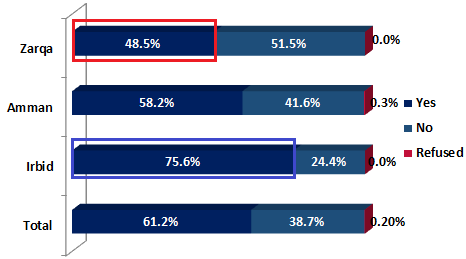 Zarqa 48.5% 51.5% 0.0%
Amman 58.2% 41.6% 0.3%
Irbid 75.6% 24.4% 0.0%
Total 61.2% 38.7% 0.20%
Yes
No
Refused